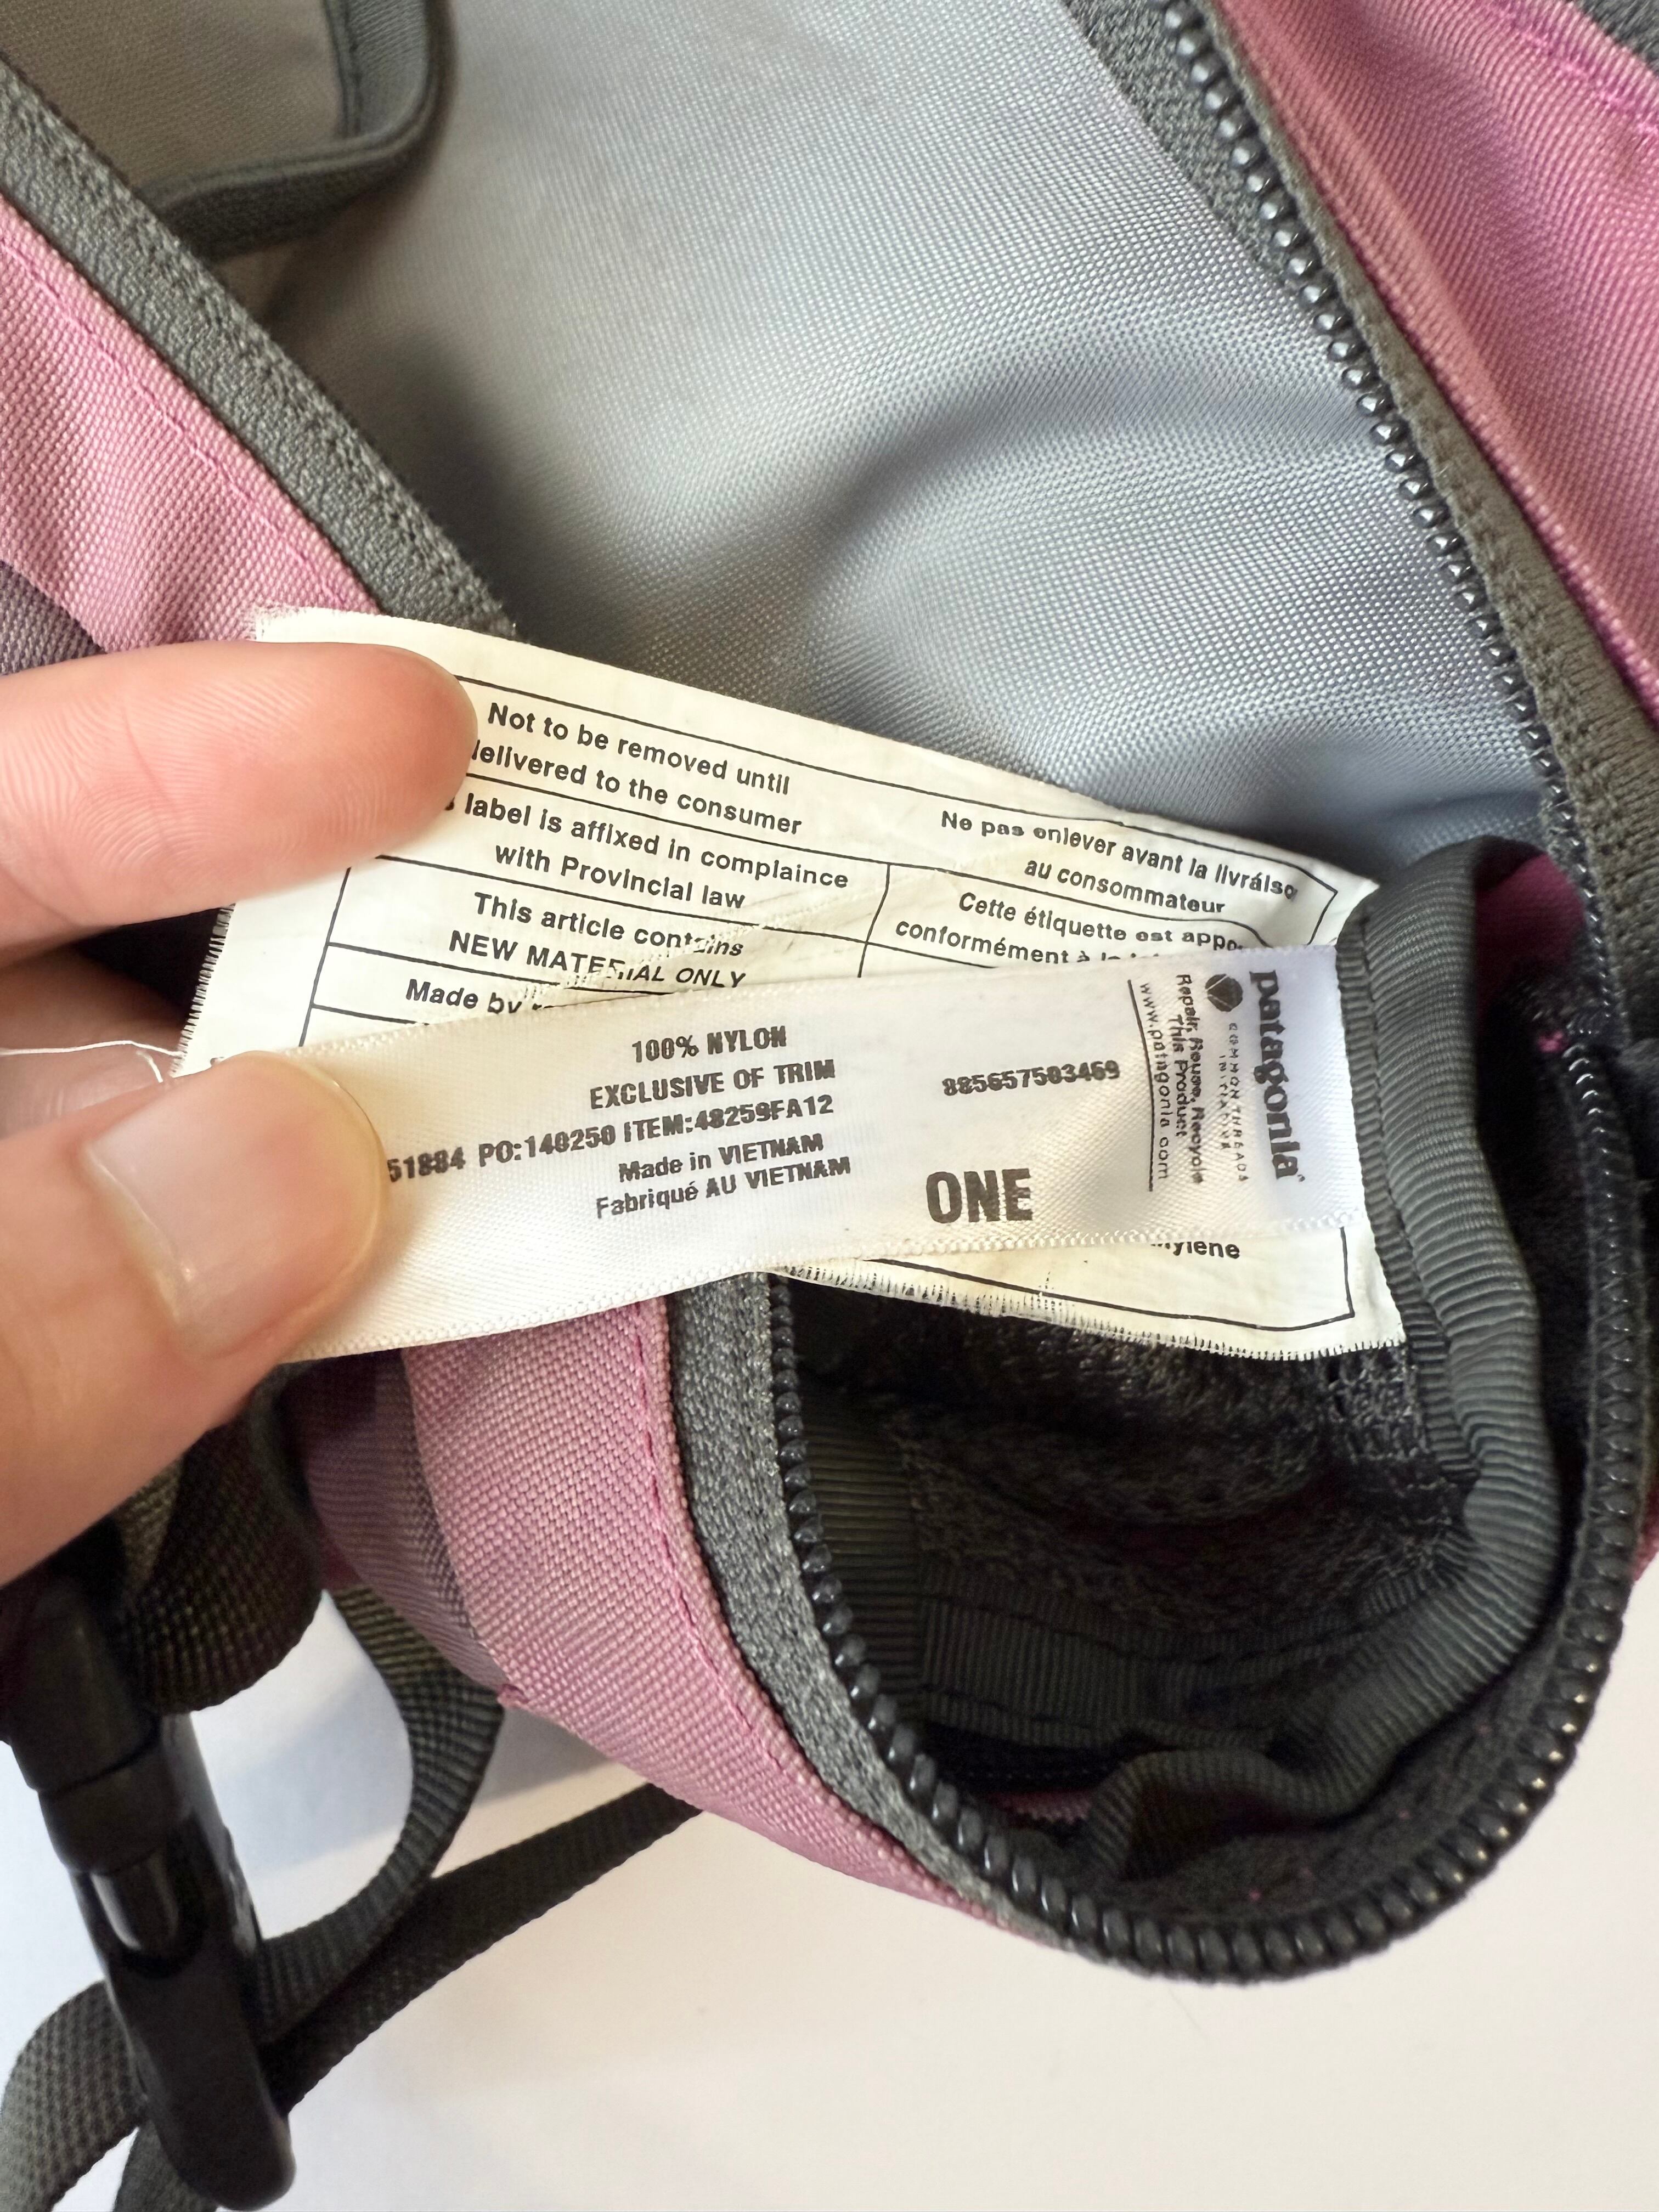 Not to be removed until
delivered to the consumer
label is affixed in complaince
with Provincial law
This article contains
NEW MATERIAL ONLY
Made by
Ne pas enlever avant la livraiso
au consommateur
Cette étiquette est appo
conformément à
100% NYLON
EXCLUSIVE OF TRIM
51884 PO:140250 ITEM:48259FA12
Made in VIETNAM
Fabriqué AU VIETNAM
885657503469
ONE
patagonia®
COMMON THREADS
INITIATIVE
Repair, Reuse, Recycle
This Product
www.patagonia.com